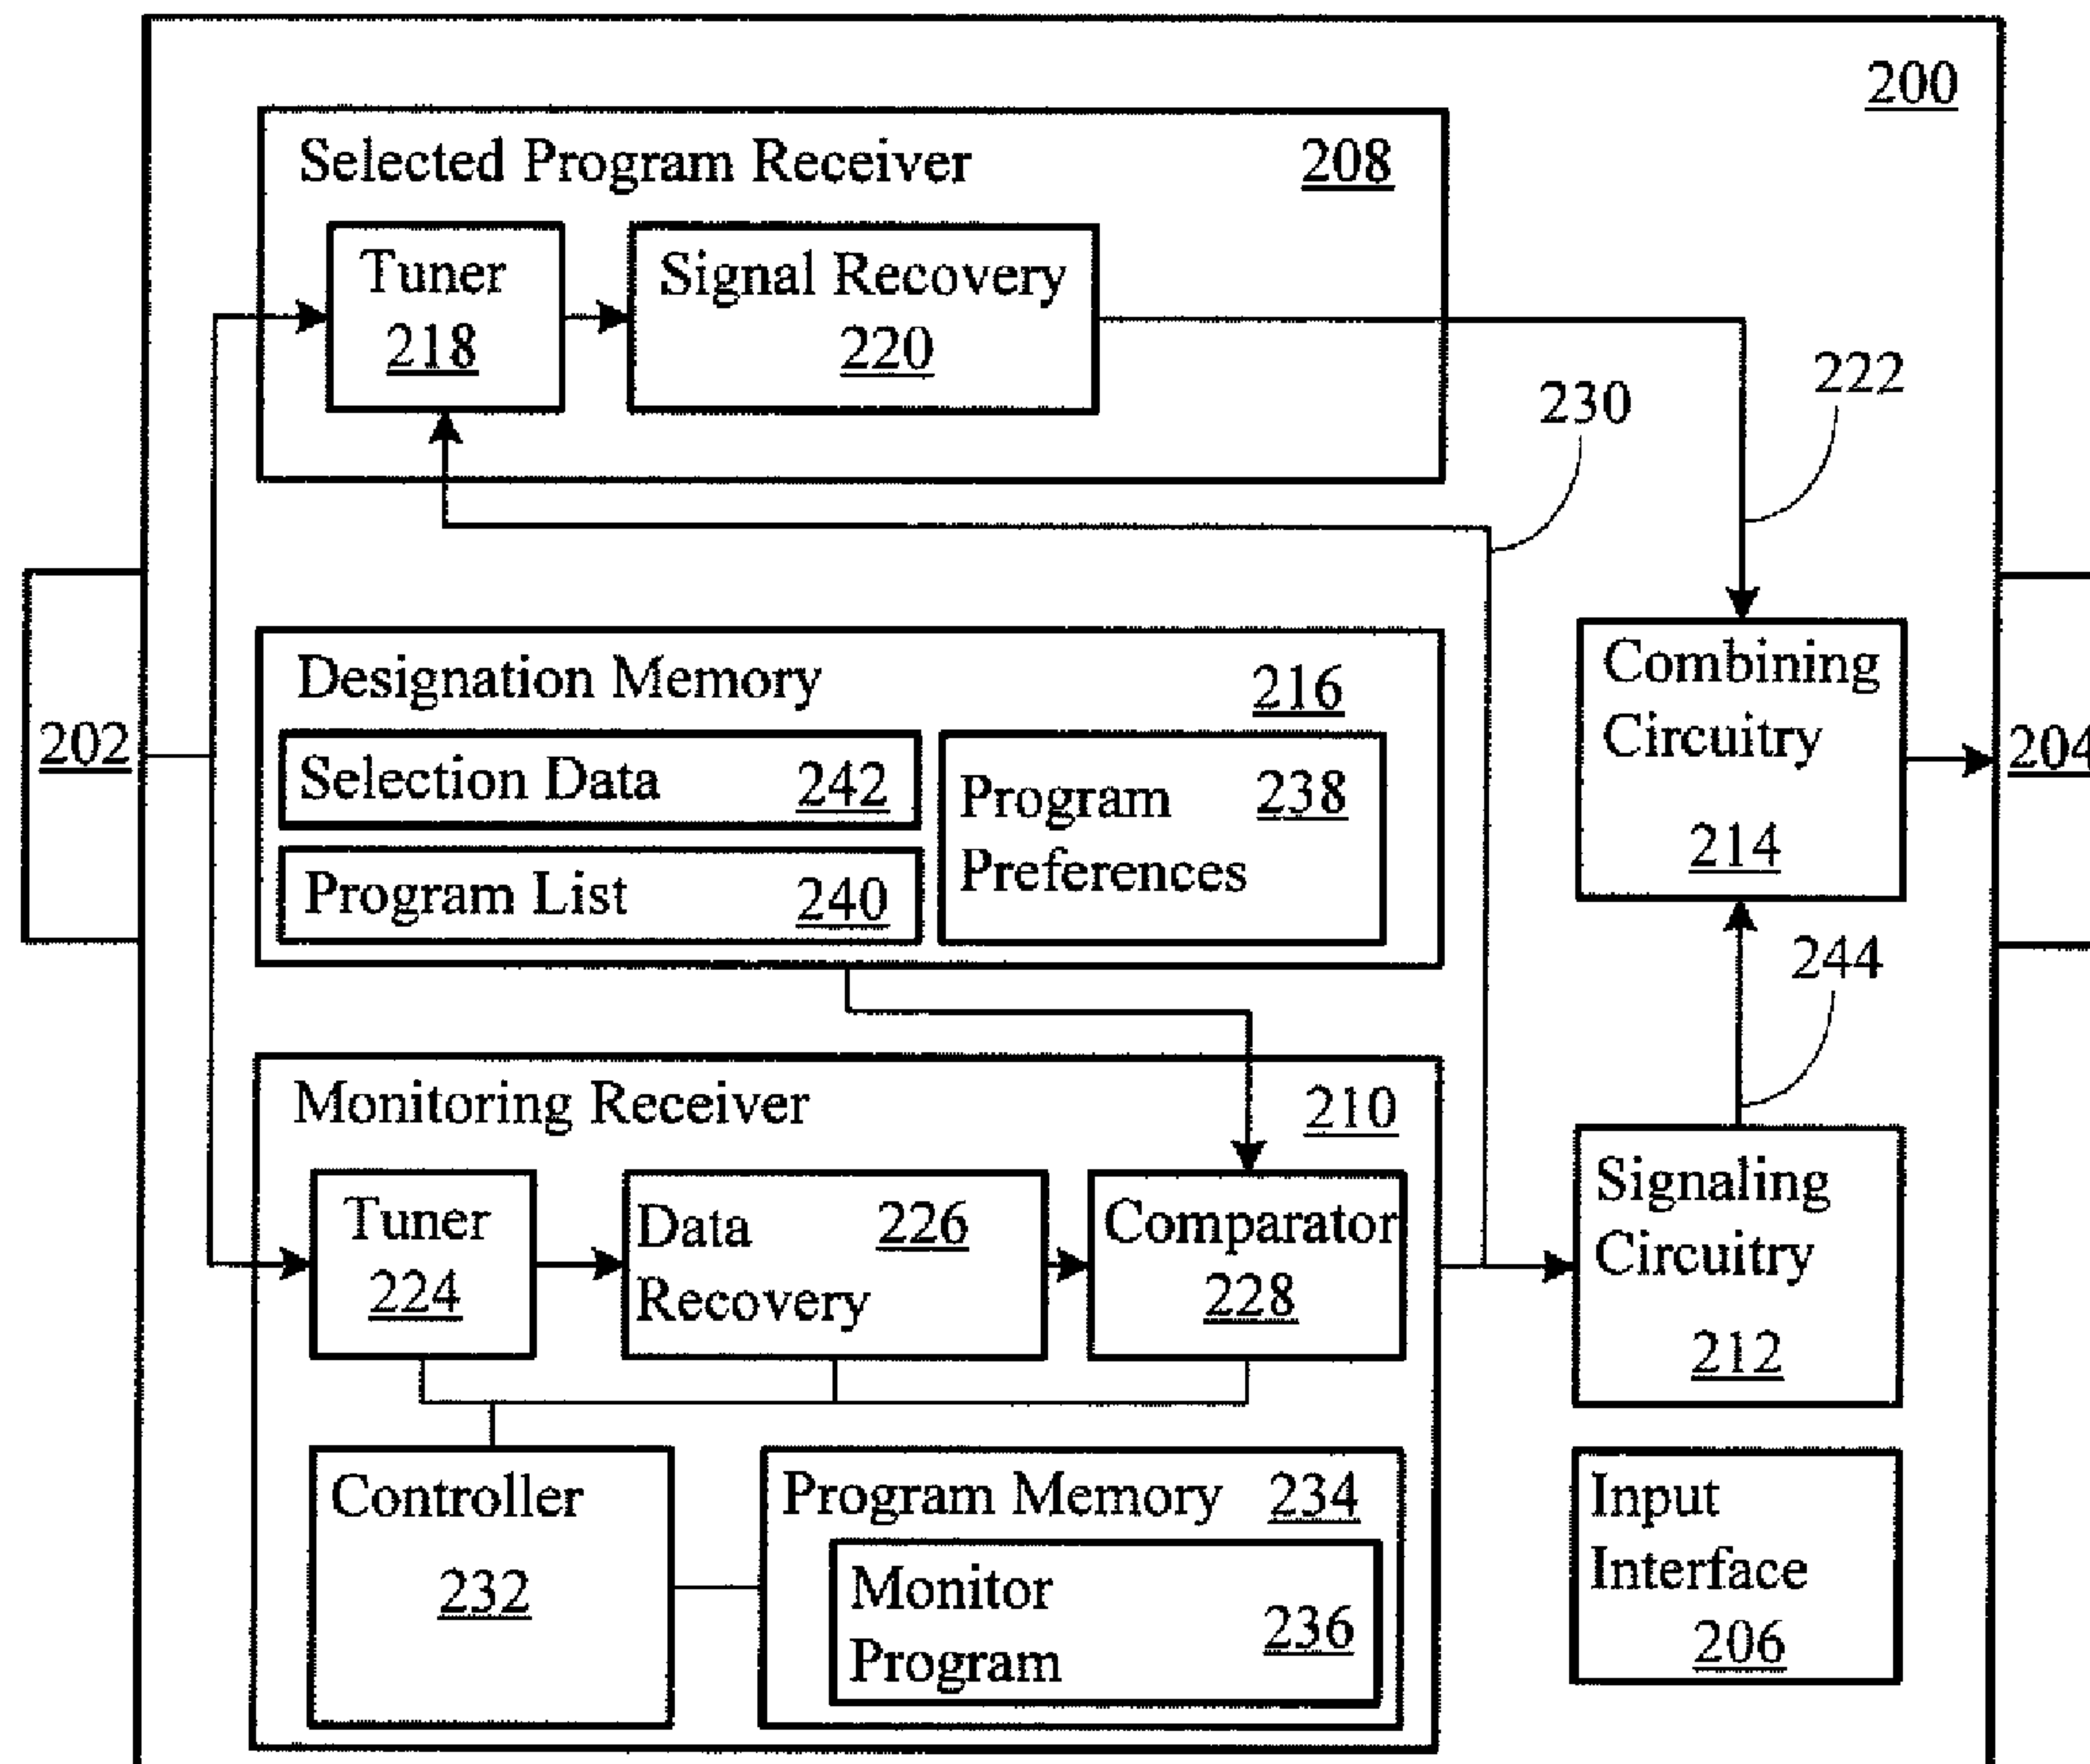 200
Selected Program Receiver 208
Tuner
218
Signal Recovery
220
222
230
202
Designation Memory 216
Selection Data 242
Program List 240
Program 238
Preferences
Combining
Circuitry
214
204
244
Monitoring Receiver 210
Tuner
224
Data 226
Recovery
Comparator
228
Signaling
Circuitry
212
Controller
232
Program Memory 234
Monitor
Program 236
Input
Interface
206